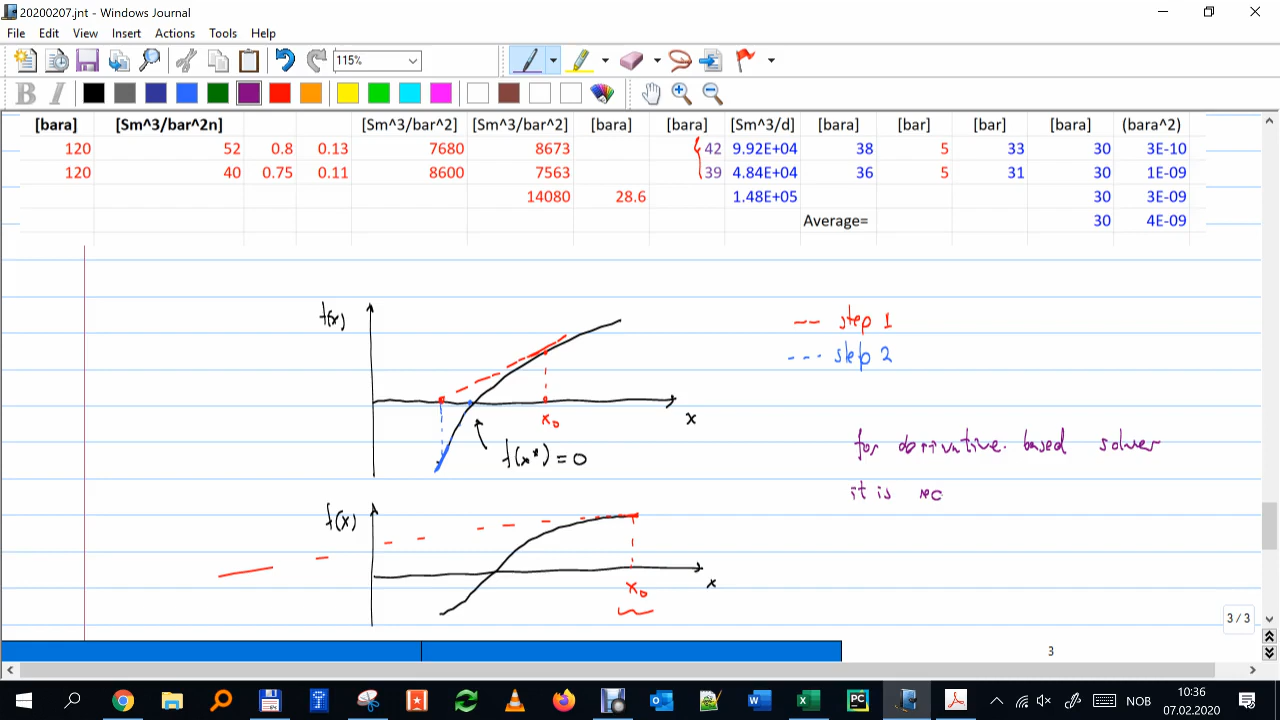 20200207.jnt - Windows Journal
File Edit View Insert Actions Tools Help
115%
B I
[bara] [Sm^3/bar^2n] [Sm^3/bar^2] [Sm^3/bar^2] [bara] [bara] [Sm^3/d] [bara] [bar] [bar] [bara] (bara^2)
120 52 0.8 0.13 7680 8673 42 9.92E+04 38 5 33 30 3E-10
120 40 0.75 0.11 8600 7563 39 4.84E+04 36 5 31 30 1E-09
14080 28.6 1.48E+05 30 3E-09
Average= 30 4E-09
f(x)
-- step 1
--- step 2
x0
x
f(x*) = 0
for derivative. based solver
it is rec
f(x)
x0
x
3 / 3
3
NOB
10:36
07.02.2020